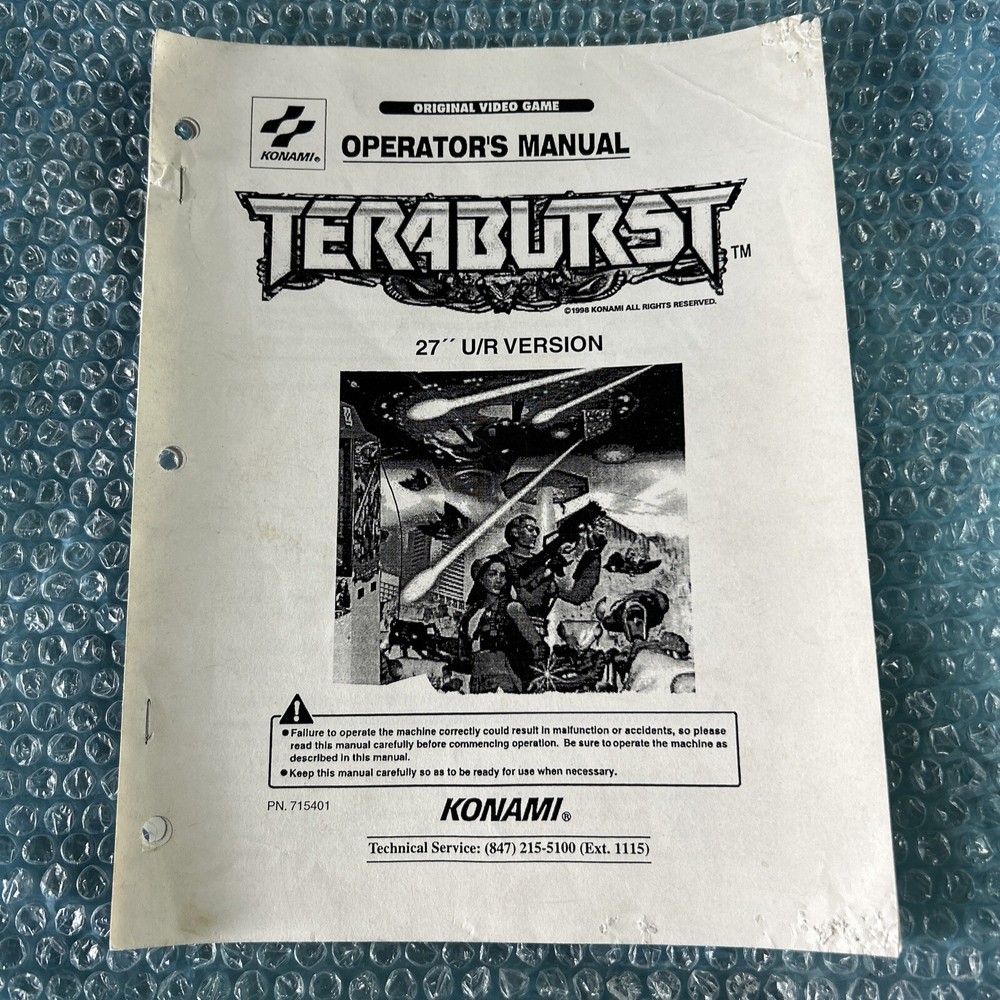 ORIGINAL VIDEO GAME
KONAMI®
OPERATOR'S MANUAL
TERABURST™
©1998 KONAMI ALL RIGHTS RESERVED.
27´´ U/R VERSION
● Failure to operate the machine correctly could result in malfunction or accidents, so please
read this manual carefully before commencing operation. Be sure to operate the machine as
described in this manual.
● Keep this manual carefully so as to be ready for use when necessary.
PN. 715401
KONAMI®
Technical Service: (847) 215-5100 (Ext. 1115)